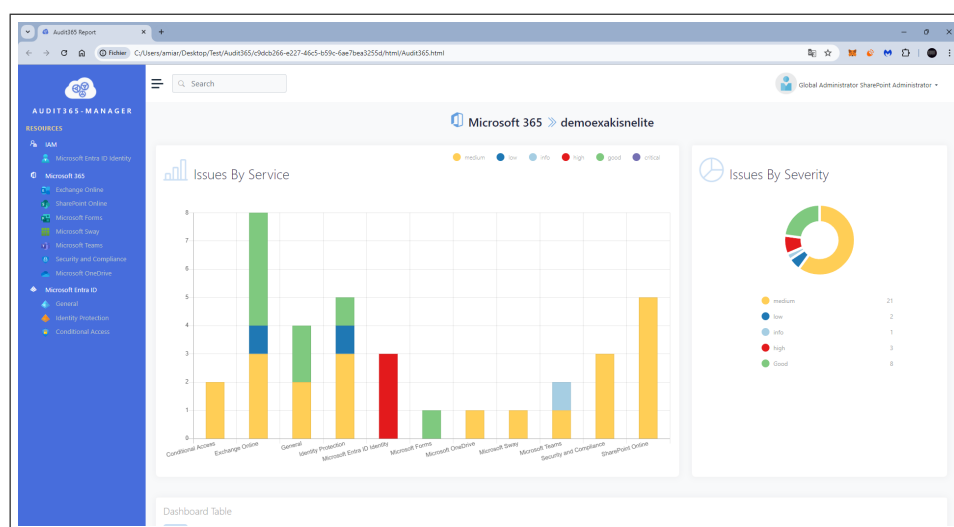 Audit365 Report
Fichier C:/Users/amiar/Desktop/Test/Audit365/c9dcb266-e227-46c5-b59c-6ae7bea3255d/html/Audit365.html
AUDIT365-MANAGER
RESOURCES
IAM
Microsoft Entra ID Identity
Microsoft 365
Exchange Online
SharePoint Online
Microsoft Forms
Microsoft Sway
Microsoft Teams
Security and Compliance
Microsoft OneDrive
Microsoft Entra ID
General
Identity Protection
Conditional Access
Search
Global Administrator SharePoint Administrator
Microsoft 365 demoexakisnelite
Issues By Service
medium low info high good critical
8
7
6
5
4
3
2
1
0
Conditional Access
Exchange Online
General
Identity Protection
Microsoft Entra ID Identity
Microsoft Forms
Microsoft OneDrive
Microsoft Sway
Microsoft Teams
Security and Compliance
SharePoint Online
Issues By Severity
medium 21
low 2
info 1
high 3
Good 8
Dashboard Table